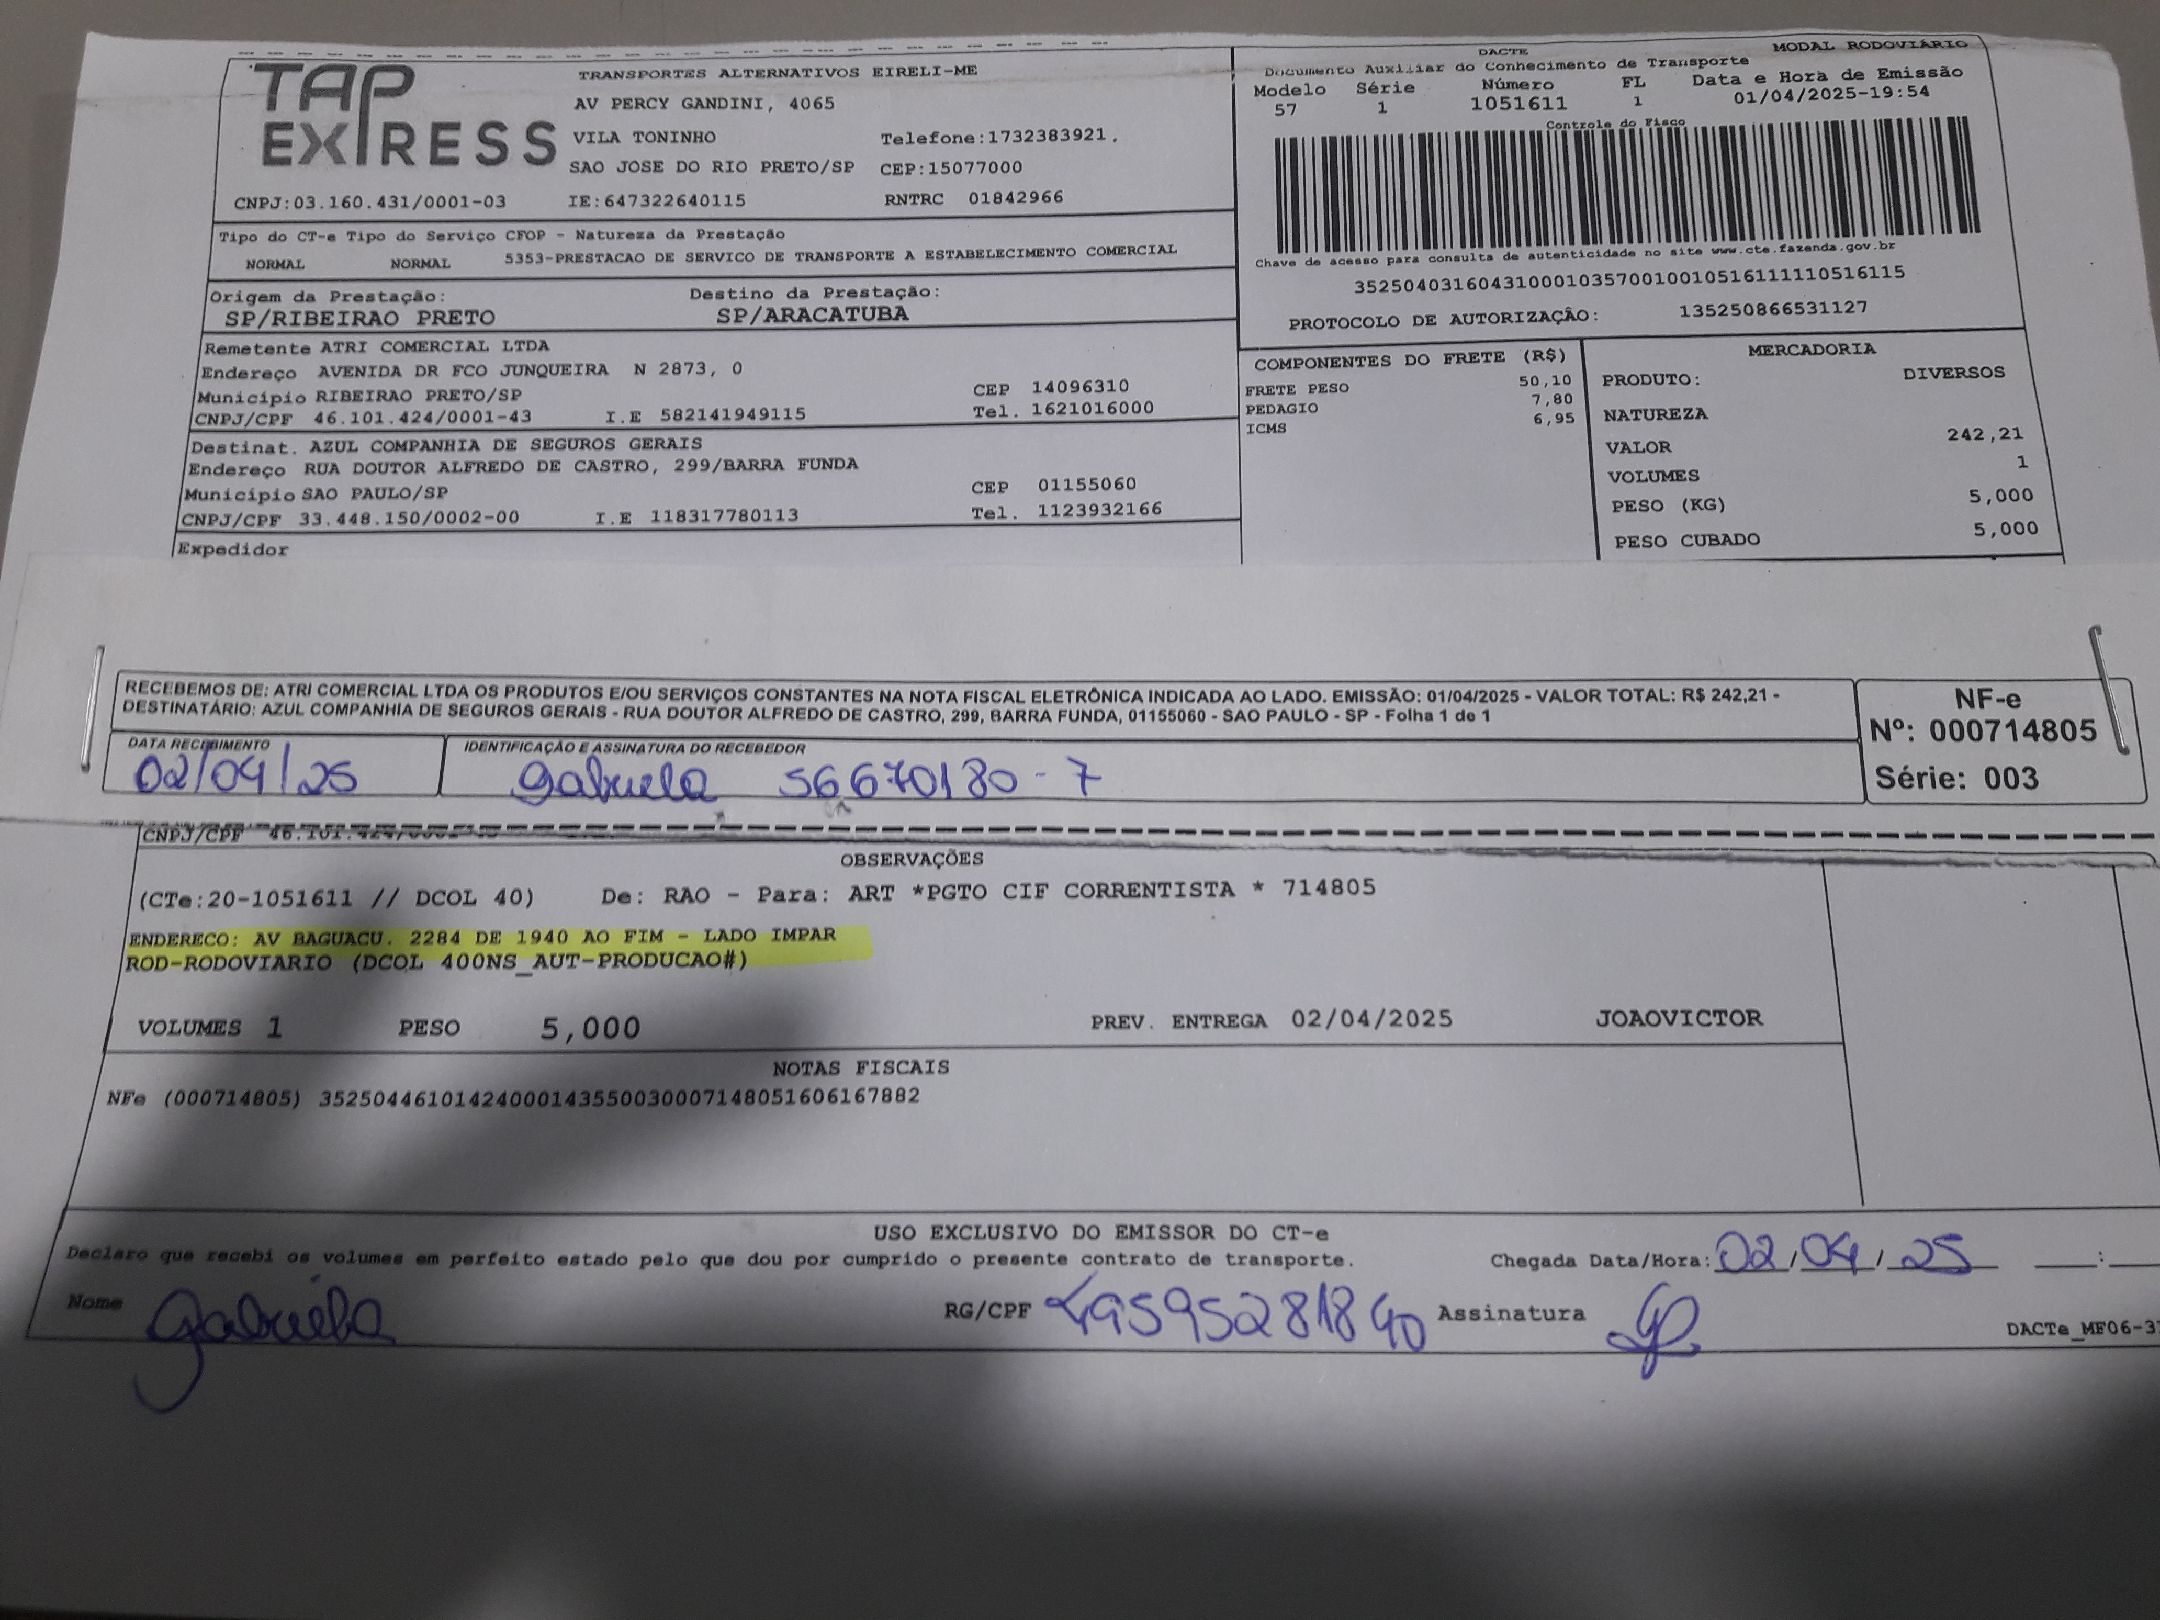 TAP
EXPRESS
TRANSPORTES ALTERNATIVOS EIRELI-ME
AV PERCY GANDINI, 4065
VILA TONINHO Telefone:1732383921.
SAO JOSE DO RIO PRETO/SP CEP:15077000
CNPJ:03.160.431/0001-03 IE:647322640115 RNTRC 01842966
DACTE MODAL RODOVIÁRIO
Documento Auxiliar do Conhecimento de Transporte
Modelo Série Número FL Data e Hora de Emissão
57 1 1051611 1 01/04/2025-19:54
Controle do Fisco
Chave de acesso para consulta de autenticidade no site www.cte.fazenda.gov.br
35250403160431000103570010010516111110516115
PROTOCOLO DE AUTORIZAÇÃO: 135250866531127
Tipo do CT-e Tipo do Serviço CFOP - Natureza da Prestação
NORMAL NORMAL 5353-PRESTACAO DE SERVICO DE TRANSPORTE A ESTABELECIMENTO COMERCIAL
Origem da Prestação: Destino da Prestação:
SP/RIBEIRAO PRETO SP/ARACATUBA
Remetente ATRI COMERCIAL LTDA
Endereço AVENIDA DR FCO JUNQUEIRA N 2873, 0
Município RIBEIRAO PRETO/SP CEP 14096310
CNPJ/CPF 46.101.424/0001-43 I.E 582141949115 Tel. 1621016000
Destinat. AZUL COMPANHIA DE SEGUROS GERAIS
Endereço RUA DOUTOR ALFREDO DE CASTRO, 299/BARRA FUNDA
Município SAO PAULO/SP CEP 01155060
CNPJ/CPF 33.448.150/0002-00 I.E 118317780113 Tel. 1123932166
Expedidor
COMPONENTES DO FRETE (R$)
FRETE PESO 50,10
PEDAGIO 7,80
ICMS 6,95
MERCADORIA
PRODUTO: DIVERSOS
NATUREZA
VALOR 242,21
VOLUMES 1
PESO (KG) 5,000
PESO CUBADO 5,000
RECEBEMOS DE: ATRI COMERCIAL LTDA OS PRODUTOS E/OU SERVIÇOS CONSTANTES NA NOTA FISCAL ELETRÔNICA INDICADA AO LADO. EMISSÃO: 01/04/2025 - VALOR TOTAL: R$ 242,21 -
DESTINATÁRIO: AZUL COMPANHIA DE SEGUROS GERAIS - RUA DOUTOR ALFREDO DE CASTRO, 299, BARRA FUNDA, 01155060 - SAO PAULO - SP - Folha 1 de 1
NF-e
Nº: 000714805
Série: 003
DATA RECEBIMENTO IDENTIFICAÇÃO E ASSINATURA DO RECEBEDOR
02/04/25 Gabriela 56670180-7
CNPJ/CPF
OBSERVAÇÕES
(CTe:20-1051611 // DCOL 40) De: RAO - Para: ART *PGTO CIF CORRENTISTA * 714805
ENDERECO: AV BAGUACU. 2284 DE 1940 AO FIM - LADO IMPAR
ROD-RODOVIARIO (DCOL 400NS_AUT-PRODUCAO#)
VOLUMES 1 PESO 5,000 PREV. ENTREGA 02/04/2025 JOAOVICTOR
NOTAS FISCAIS
NFe (000714805) 35250446101424000143550030007148051606167882
USO EXCLUSIVO DO EMISSOR DO CT-e
Declaro que recebi os volumes em perfeito estado pelo que dou por cumprido o presente contrato de transporte. Chegada Data/Hora: 02/04/25 :
Nome Gabriela RG/CPF 49595281840 Assinatura
DACTe_MF06-